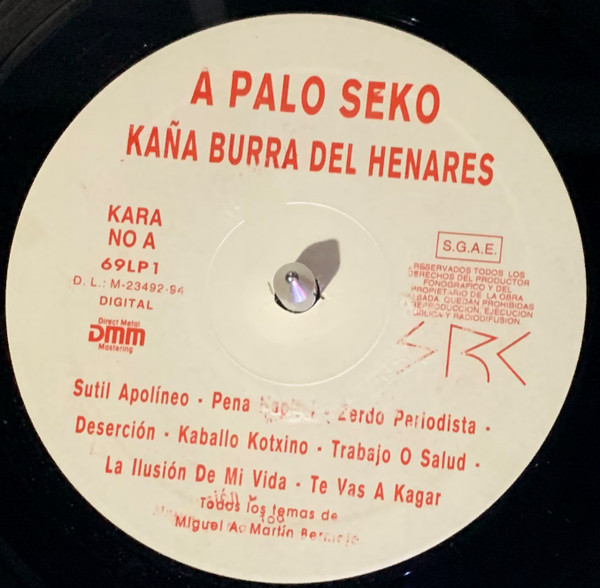 A PALO SEKO
KAÑA BURRA DEL HENARES
KARA
NO A
69LP1
D. L.: M-23492-94
DIGITAL
Direct Metal
DMM
Mastering
S.G.A.E.
RESERVADOS TODOS LOS
DERECHOS DEL PRODUCTOR
FONOGRAFICO Y DEL
PROPIETARIO DE LA OBRA
GRABADA. QUEDAN PROHIBIDAS
REPRODUCCION, EJECUCION
PUBLICA Y RADIODIFUSION.
SRC
Sutil Apolíneo - Pena - Zerdo Periodista -
Deserción - Kaballo Kotxino - Trabajo O Salud -
La Ilusión De Mi Vida - Te Vas A Kagar
Todos los temas de
Miguel A. Martín Bermejo